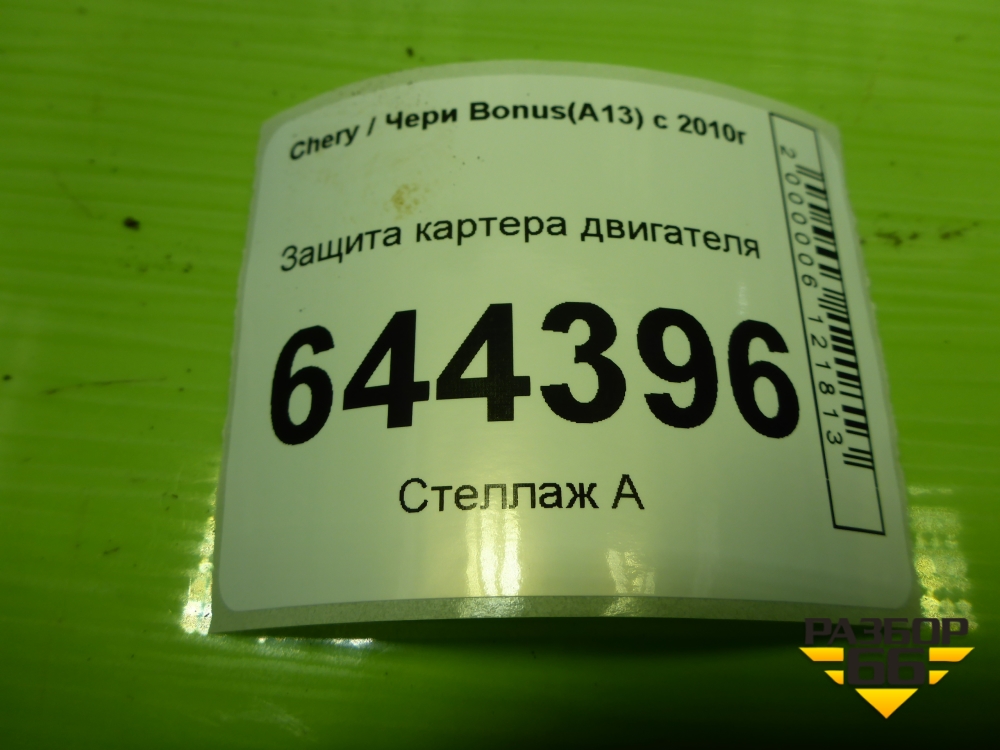 Chery / Чери Bonus(A13) с 2010г
Защита картера двигателя
644396
Стеллаж А
2000006121813
РАЗБОР
66